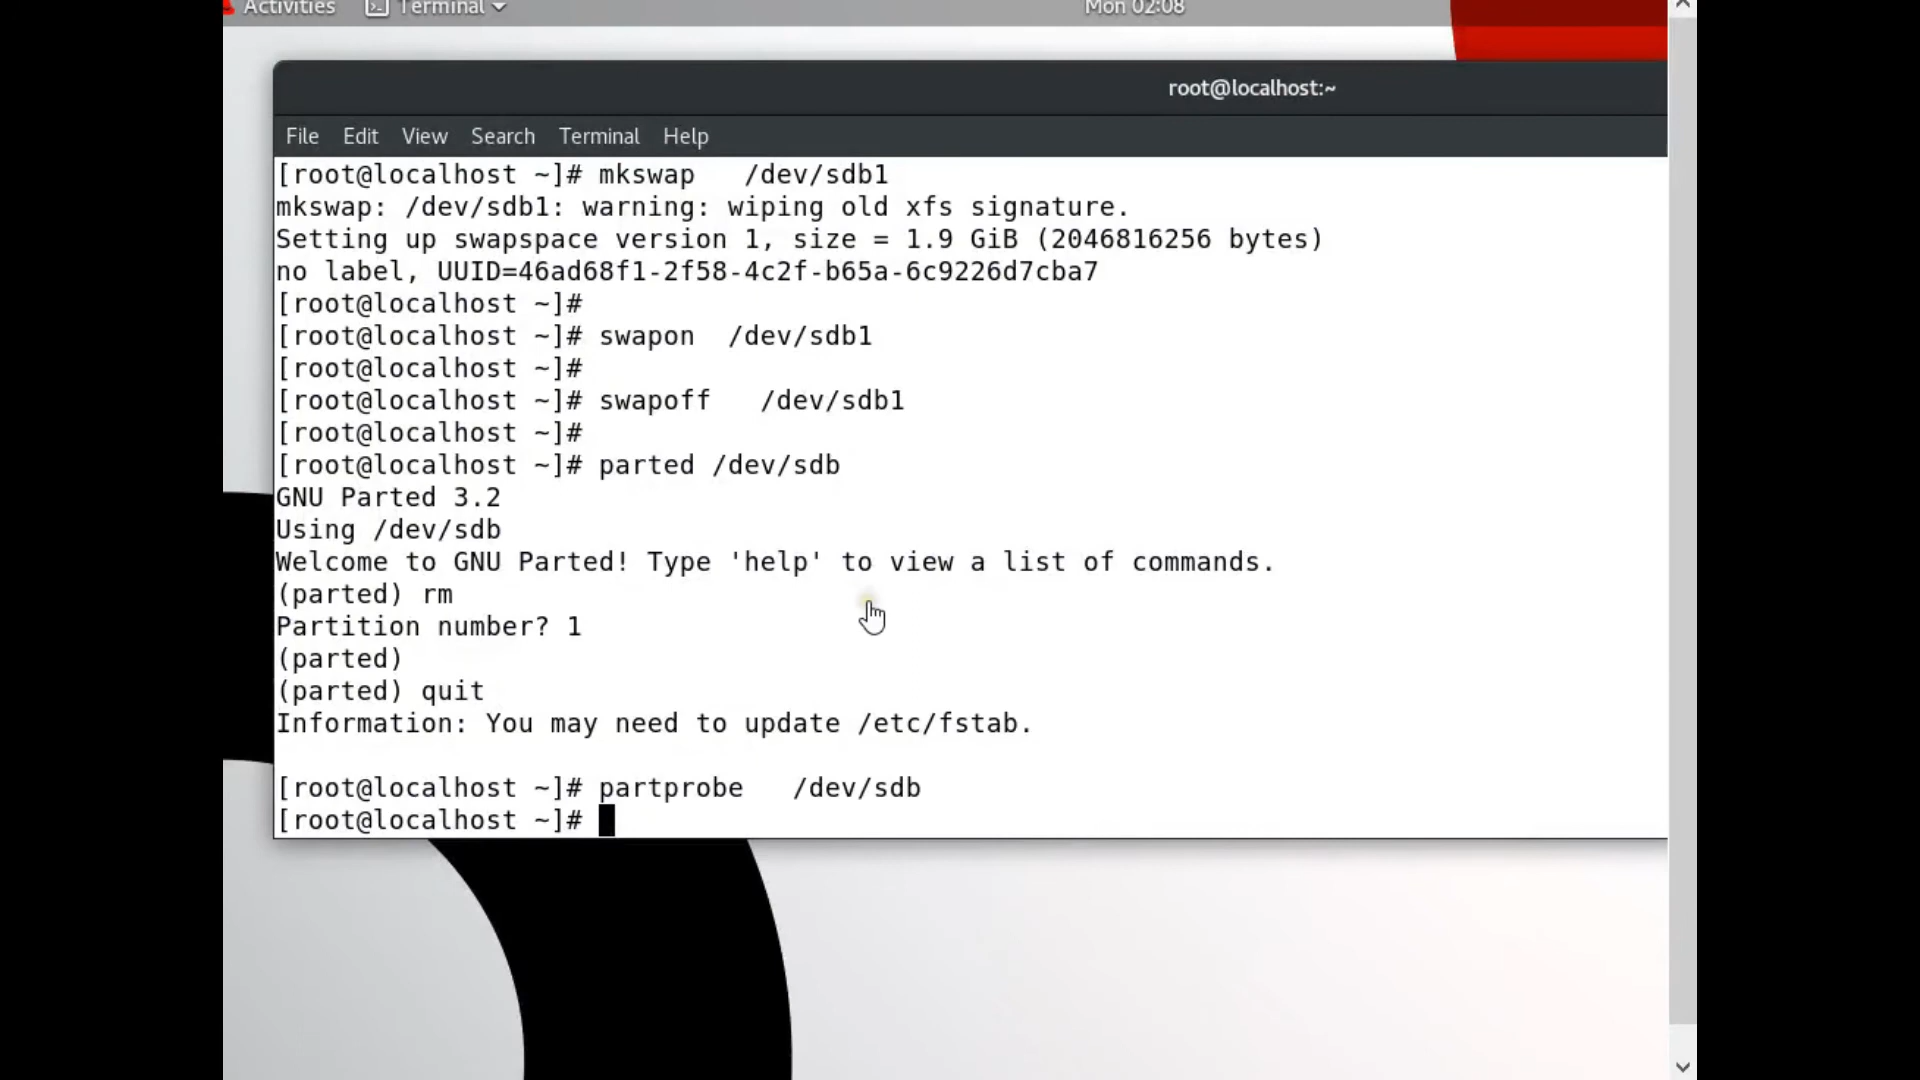 Activities Terminal Mon 02:08
root@localhost:~
File Edit View Search Terminal Help
[root@localhost ~]# mkswap   /dev/sdb1
mkswap: /dev/sdb1: warning: wiping old xfs signature.
Setting up swapspace version 1, size = 1.9 GiB (2046816256 bytes)
no label, UUID=46ad68f1-2f58-4c2f-b65a-6c9226d7cba7
[root@localhost ~]#
[root@localhost ~]# swapon  /dev/sdb1
[root@localhost ~]#
[root@localhost ~]# swapoff   /dev/sdb1
[root@localhost ~]#
[root@localhost ~]# parted /dev/sdb
GNU Parted 3.2
Using /dev/sdb
Welcome to GNU Parted! Type 'help' to view a list of commands.
(parted) rm
Partition number? 1
(parted)
(parted) quit
Information: You may need to update /etc/fstab.
[root@localhost ~]# partprobe   /dev/sdb
[root@localhost ~]#